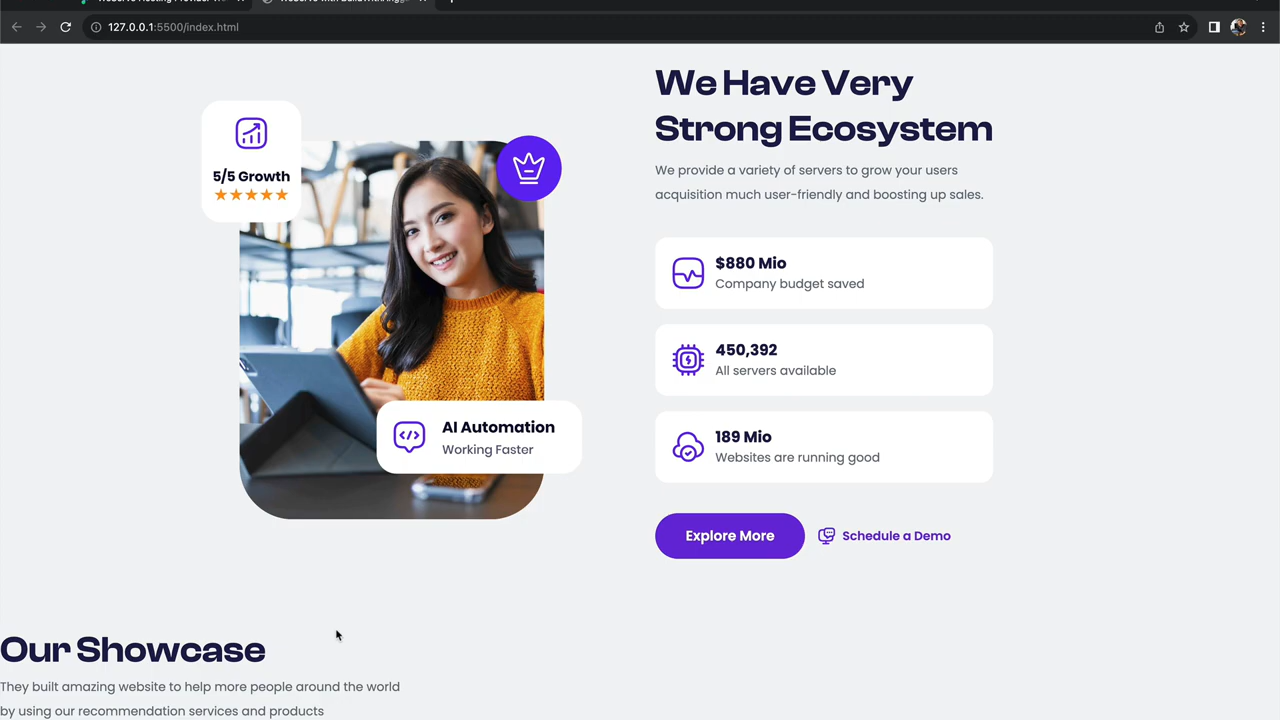 127.0.0.1:5500/index.html
We Have Very
Strong Ecosystem
We provide a variety of servers to grow your users
acquisition much user-friendly and boosting up sales.
5/5 Growth
$880 Mio
Company budget saved
450,392
All servers available
AI Automation
Working Faster
189 Mio
Websites are running good
Explore More
Schedule a Demo
Our Showcase
They built amazing website to help more people around the world
by using our recommendation services and products